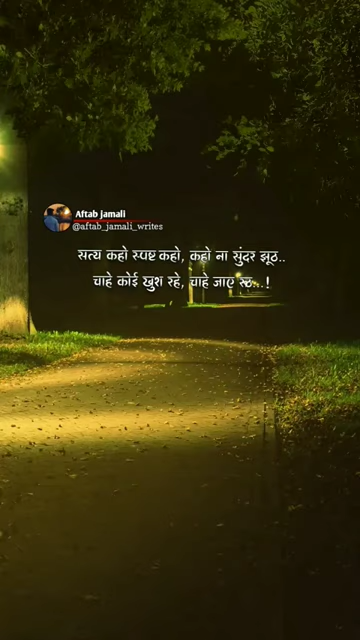 Aftab Jamali
@aftab_jamali_writes
सत्य कहो स्पष्ट कहो, कहो ना सुंदर झूठ..
चाहे कोई खुश रहे, चाहे जाए रुठ...!